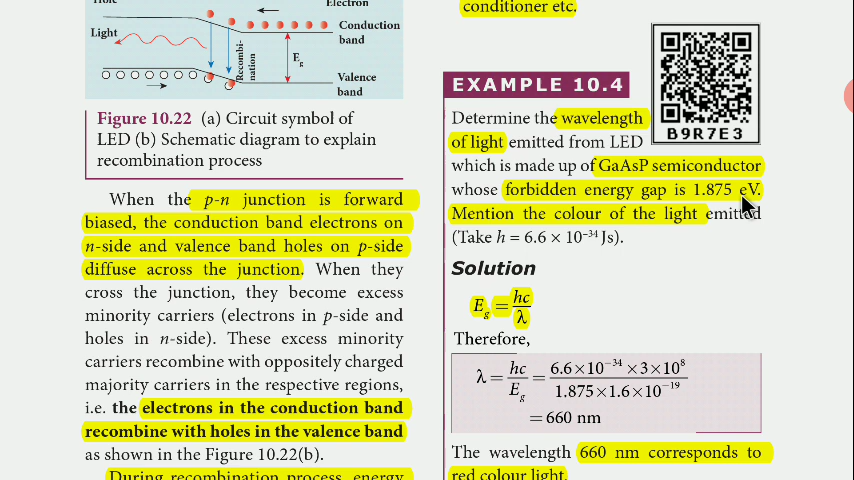 Hole
Electron
Conduction
band
Light
Recombi-
nation
Eg
Valence
band
Figure 10.22 (a) Circuit symbol of
LED (b) Schematic diagram to explain
recombination process
When the p-n junction is forward
biased, the conduction band electrons on
n-side and valence band holes on p-side
diffuse across the junction. When they
cross the junction, they become excess
minority carriers (electrons in p-side and
holes in n-side). These excess minority
carriers recombine with oppositely charged
majority carriers in the respective regions,
i.e. the electrons in the conduction band
recombine with holes in the valence band
as shown in the Figure 10.22(b).
During recombination process, energy
conditioner etc.
B9R7E3
EXAMPLE 10.4
Determine the wavelength
of light emitted from LED
which is made up of GaAsP semiconductor
whose forbidden energy gap is 1.875 eV.
Mention the colour of the light emitted
(Take h = 6.6 × 10⁻³⁴ Js).
Solution
Eg = hc/λ
Therefore,
λ = hc/Eg = 6.6×10⁻³⁴×3×10⁸/1.875×1.6×10⁻¹⁹
= 660 nm
The wavelength 660 nm corresponds to
red colour light.